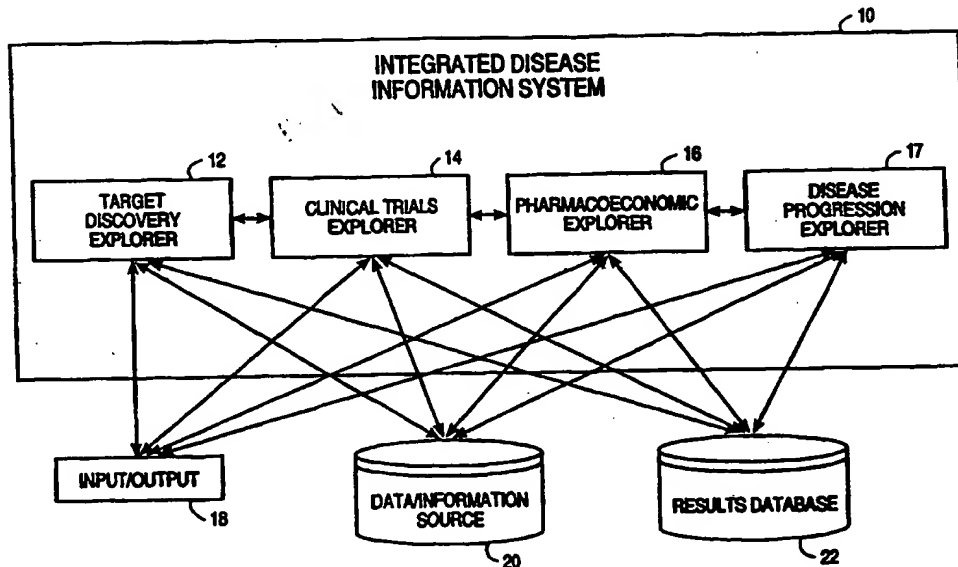 10
INTEGRATED DISEASE
INFORMATION SYSTEM
12
TARGET
DISCOVERY
EXPLORER
14
CLINICAL TRIALS
EXPLORER
16
PHARMACOECONOMIC
EXPLORER
17
DISEASE
PROGRESSION
EXPLORER
INPUT/OUTPUT
18
DATA/INFORMATION
SOURCE
20
RESULTS DATABASE
22